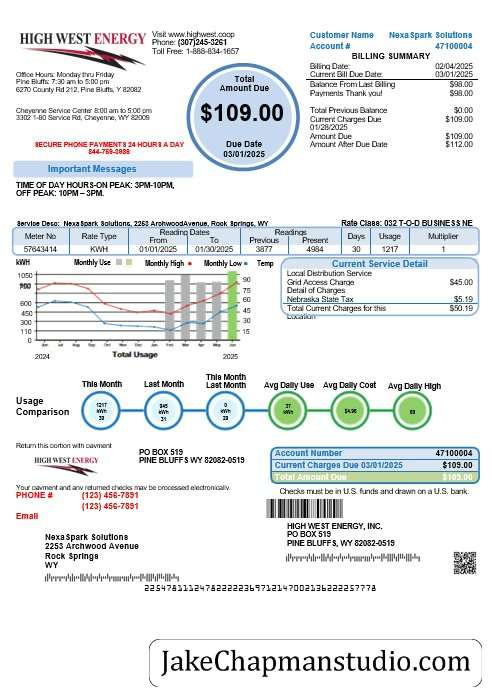 HIGH WEST ENERGY
Visit www.highwest.coop
Phone: (307)245-3261
Toll Free: 1-888-834-1657
Office Hours: Monday thru Friday
Pine Bluffs: 7:30 am to 5:00 pm
6270 County Rd 212, Pine Bluffs, Y 82082
Cheyenne Service Center 8:00 am to 5:00 pm
3302 1-80 Service Rd, Cheyenne, WY 82009
SECURE PHONE PAYMENTS 24 HOURS A DAY
844-759-3988
Important Messages
TIME OF DAY HOURS-ON PEAK: 3PM-10PM,
OFF PEAK: 10PM – 3PM.
Total
Amount Due
$109.00
Due Date
03/01/2025
Customer Name NexaSpark Solutions
Account # 47100004
BILLING SUMMARY
Billing Date: 02/04/2025
Current Bill Due Date: 03/01/2025
Balance From Last Billing $98.00
Payments Thank you! $98.00
Total Previous Balance $0.00
Current Charges Due $109.00
01/28/2025
Amount Due $109.00
Amount After Due Date $112.00
Service Desc: NexaSpark Solutions, 2253 ArchwoodAvenue, Rock Springs, WY
Rate Class: 032 T-O-D BUSINESS NE
Meter No Rate Type Reading Dates Readings Days Usage Multiplier
From To Previous Present
57643414 KWH 01/01/2025 01/30/2025 3877 4984 30 1217 1
kWH Monthly Use Monthly High Monthly Low Temp
1050
600
450
300
110
0
90
75
60
45
30
15
2024 Total Usage 2025
Current Service Detail
Local Distribution Service
Grid Access Charge $45.00
Detail of Charges
Nebraska State Tax $5.19
Total Current Charges for this $50.19
Location
Usage
Comparison
This Month
1217
kWh
30
Last Month
945
kWh
31
This Month
Last Month
0
kWh
29
Avg Daily Use
37
kWh
Avg Daily Cost
$4.96
Avg Daily High
Return this portion with payment
HIGH WEST ENERGY
PO BOX 519
PINE BLUFFS WY 82082-0519
Account Number 47100004
Current Charges Due 03/01/2025 $109.00
Total Amount Due $109.00
Your payment and any returned checks may be processed electronically.
Checks must be in U.S. funds and drawn on a U.S. bank.
PHONE # (123) 456-7891
(123) 456-7891
Email
NexaSpark Solutions
2253 Archwood Avenue
Rock Springs
WY
HIGH WEST ENERGY, INC.
PO BOX 519
PINE BLUFFS, WY 82082-0519
JakeChapmanstudio.com